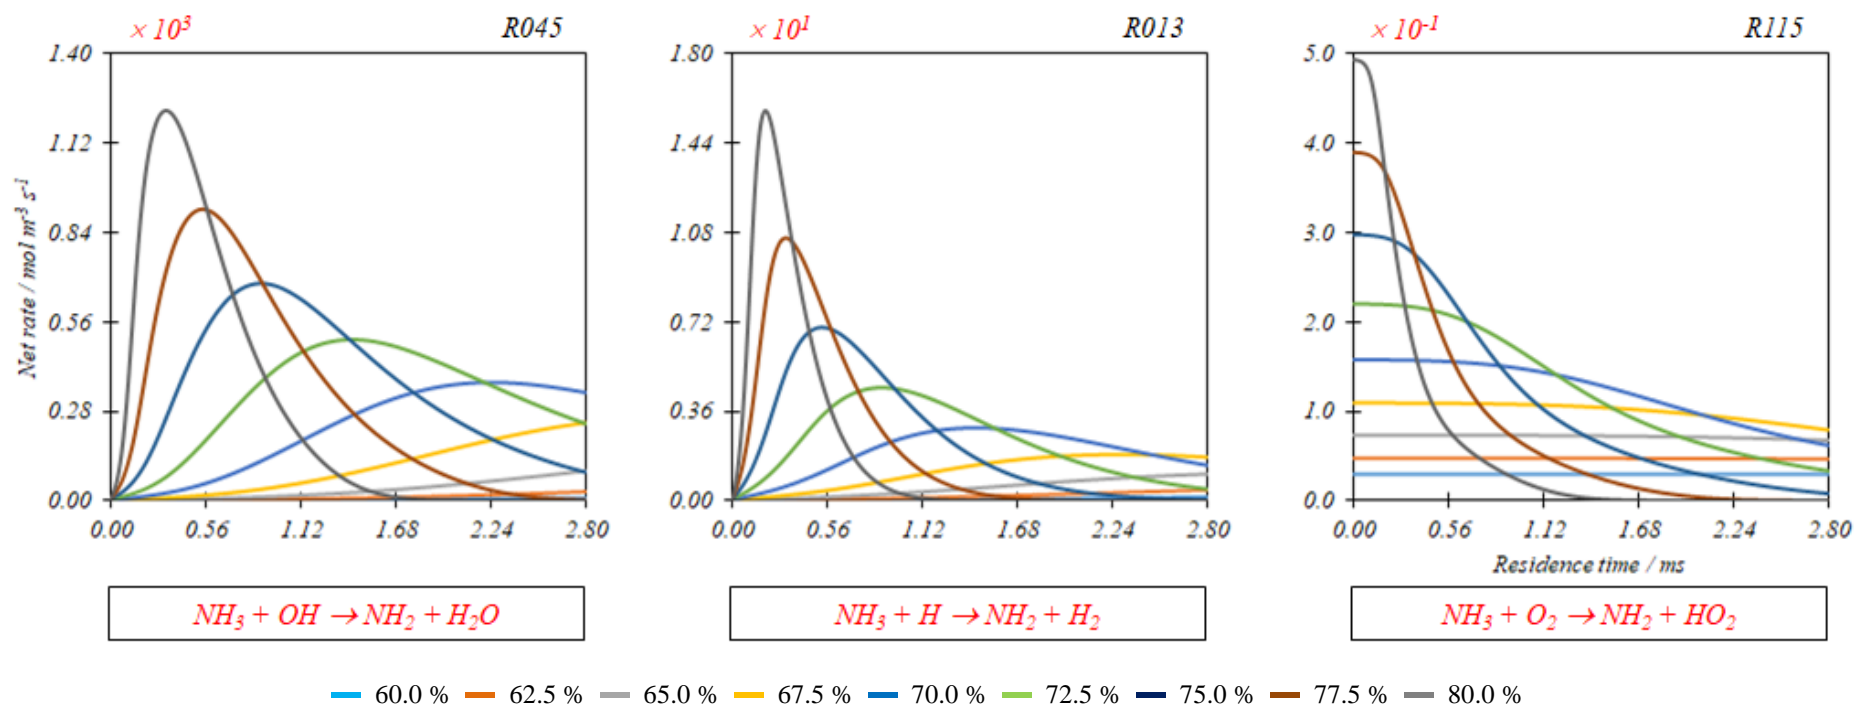 × 10³ R045
1.40
1.12
0.84
0.56
0.28
0.00
Net rate / mol m⁻³ s⁻¹
0.00 0.56 1.12 1.68 2.24 2.80
NH₃ + OH → NH₂ + H₂O
× 10¹ R013
1.80
1.44
1.08
0.72
0.36
0.00
0.00 0.56 1.12 1.68 2.24 2.80
NH₃ + H → NH₂ + H₂
× 10⁻¹ R115
5.0
4.0
3.0
2.0
1.0
0.0
0.00 0.56 1.12 1.68 2.24 2.80
Residence time / ms
NH₃ + O₂ → NH₂ + HO₂
60.0 % 62.5 % 65.0 % 67.5 % 70.0 % 72.5 % 75.0 % 77.5 % 80.0 %